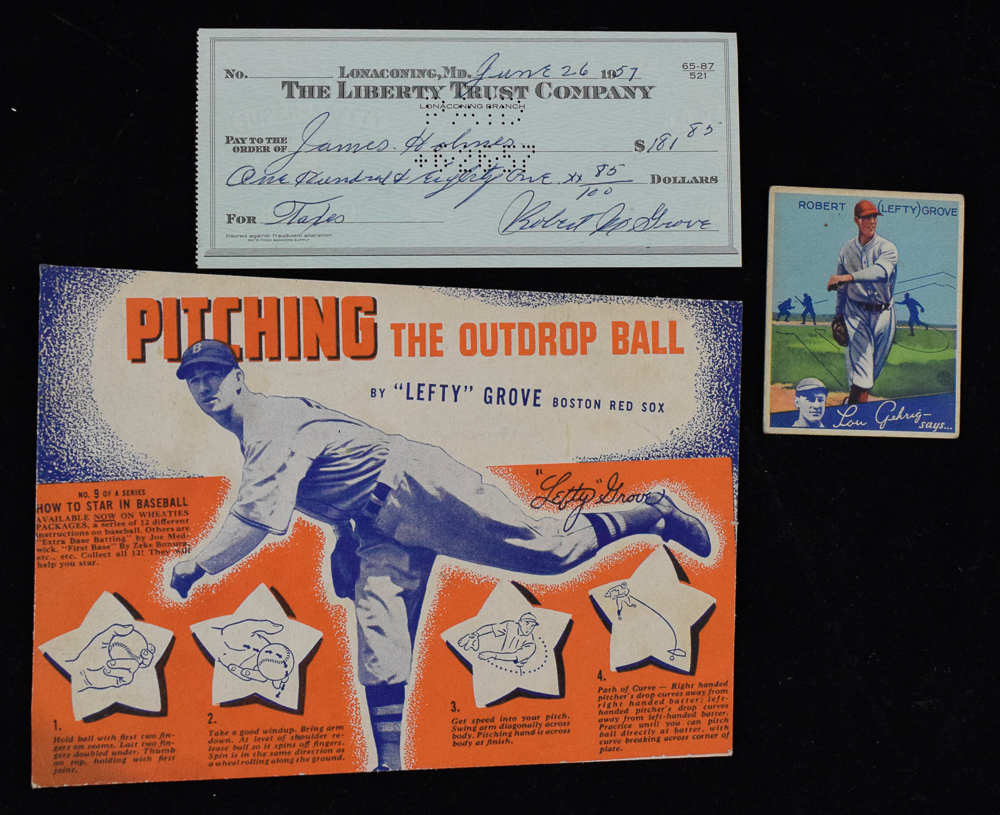 No. LONACONING, MD. June 26 1957 65-87
521
THE LIBERTY TRUST COMPANY
LONACONING BRANCH
PAY TO THE
ORDER OF James Holmes $181 85
One Hundred & Eighty One xx 85/100 DOLLARS
FOR Taxes
Robert M Grove
Insured against fraudulent alteration
ROBERT (LEFTY) GROVE
Lou Gehrig-
says...
PITCHING THE OUTDROP BALL
BY "LEFTY" GROVE BOSTON RED SOX
"Lefty" Grove
NO. 9 OF A SERIES
HOW TO STAR IN BASEBALL
AVAILABLE NOW ON WHEATIES
PACKAGES, a series of 12 different
instructions on baseball. Others are
"Extra Base Batting" by Joe Med-
wick, "First Base" By Zeke Bonura,
etc., etc. Collect all 12! They will
help you star.
1.
Hold ball with first two fin-
gers on seams. Last two fin-
gers doubled under. Thumb
on top, holding with first
joint.
2.
Take a good windup. Bring arm
down. As level of shoulder re-
lease ball so it spins off fingers.
Spin is in the same direction as
a wheel rolling along the ground.
3.
Get speed into your pitch.
Swing arm diagonally across
body. Pitching hand is across
body at finish.
4.
Path of Curve — Right handed
pitcher's drop curves away from
right handed batter; left-
handed pitcher's drop curves
away from left-handed batter.
Practice until you can pitch
ball directly at batter, with
curve breaking across corner of
plate.